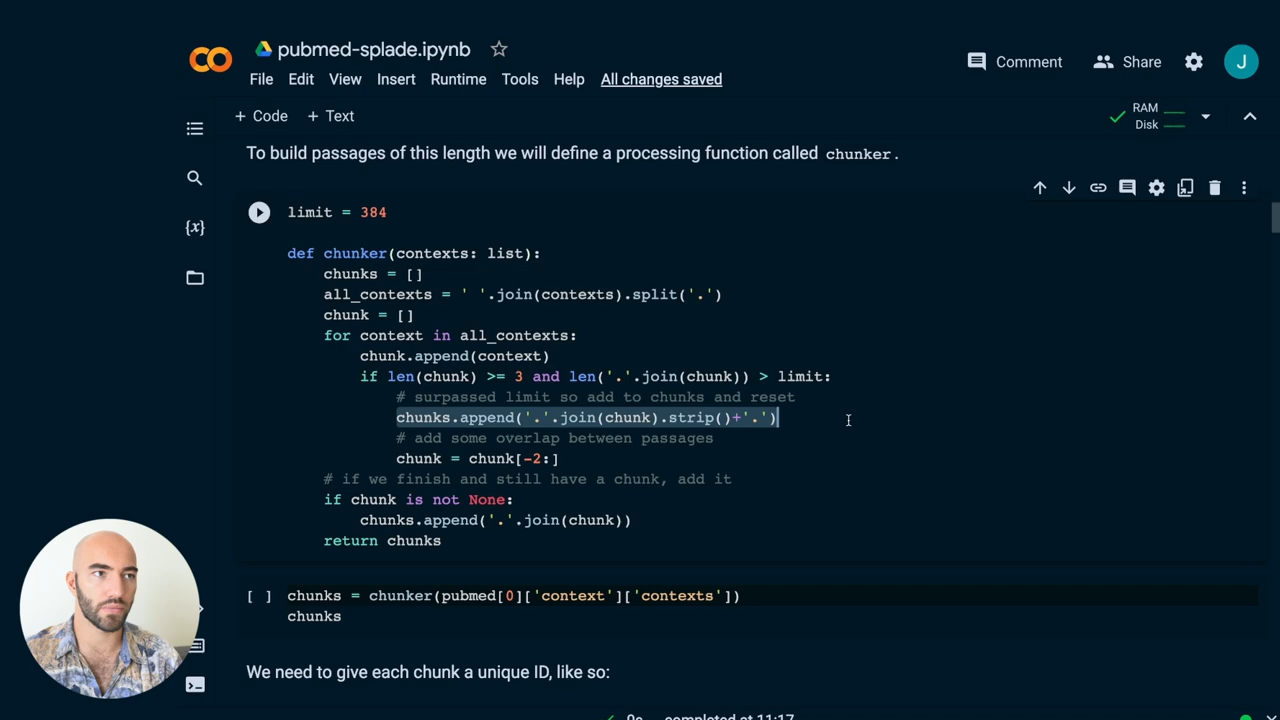 pubmed-splade.ipynb
File Edit View Insert Runtime Tools Help All changes saved
Comment Share J
+ Code + Text
RAM
Disk
To build passages of this length we will define a processing function called chunker.
limit = 384
def chunker(contexts: list):
    chunks = []
    all_contexts = ' '.join(contexts).split('.')
    chunk = []
    for context in all_contexts:
        chunk.append(context)
        if len(chunk) >= 3 and len('.'.join(chunk)) > limit:
            # surpassed limit so add to chunks and reset
            chunks.append('.'.join(chunk).strip()+'.')
            # add some overlap between passages
            chunk = chunk[-2:]
    # if we finish and still have a chunk, add it
    if chunk is not None:
        chunks.append('.'.join(chunk))
    return chunks
[ ] chunks = chunker(pubmed[0]['context']['contexts'])
chunks
We need to give each chunk a unique ID, like so:
0s completed at 11:17